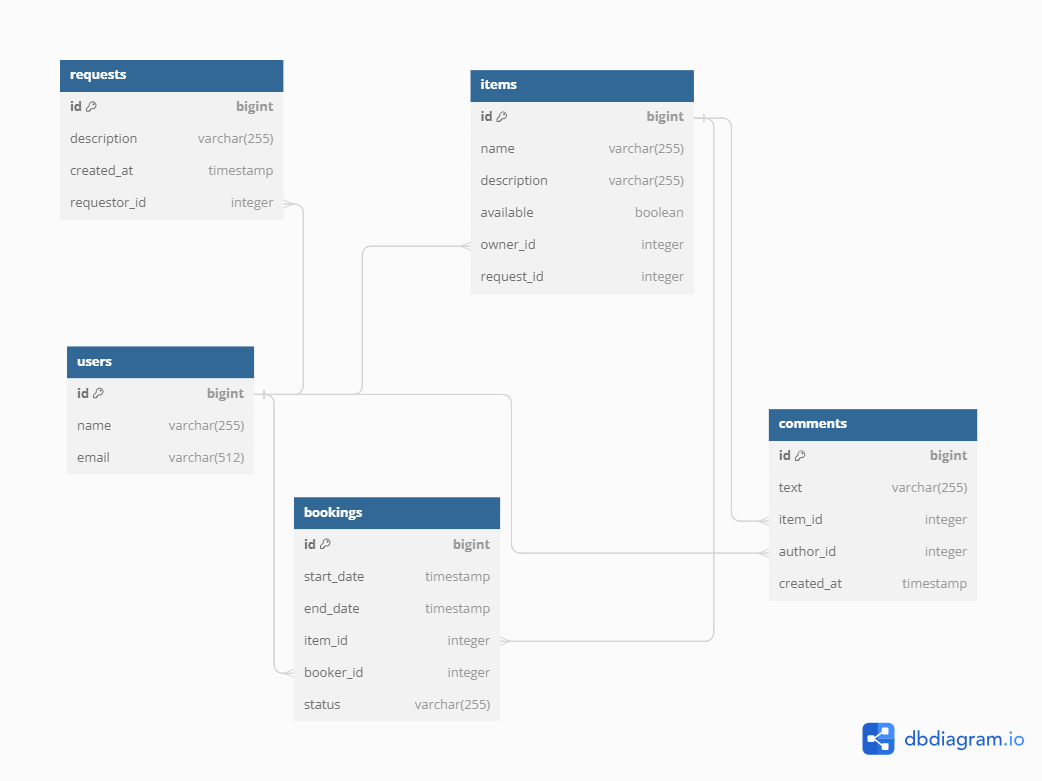 requests
id bigint
description varchar(255)
created_at timestamp
requestor_id integer
items
id bigint
name varchar(255)
description varchar(255)
available boolean
owner_id integer
request_id integer
users
id bigint
name varchar(255)
email varchar(512)
comments
id bigint
text varchar(255)
item_id integer
author_id integer
created_at timestamp
bookings
id bigint
start_date timestamp
end_date timestamp
item_id integer
booker_id integer
status varchar(255)
dbdiagram.io